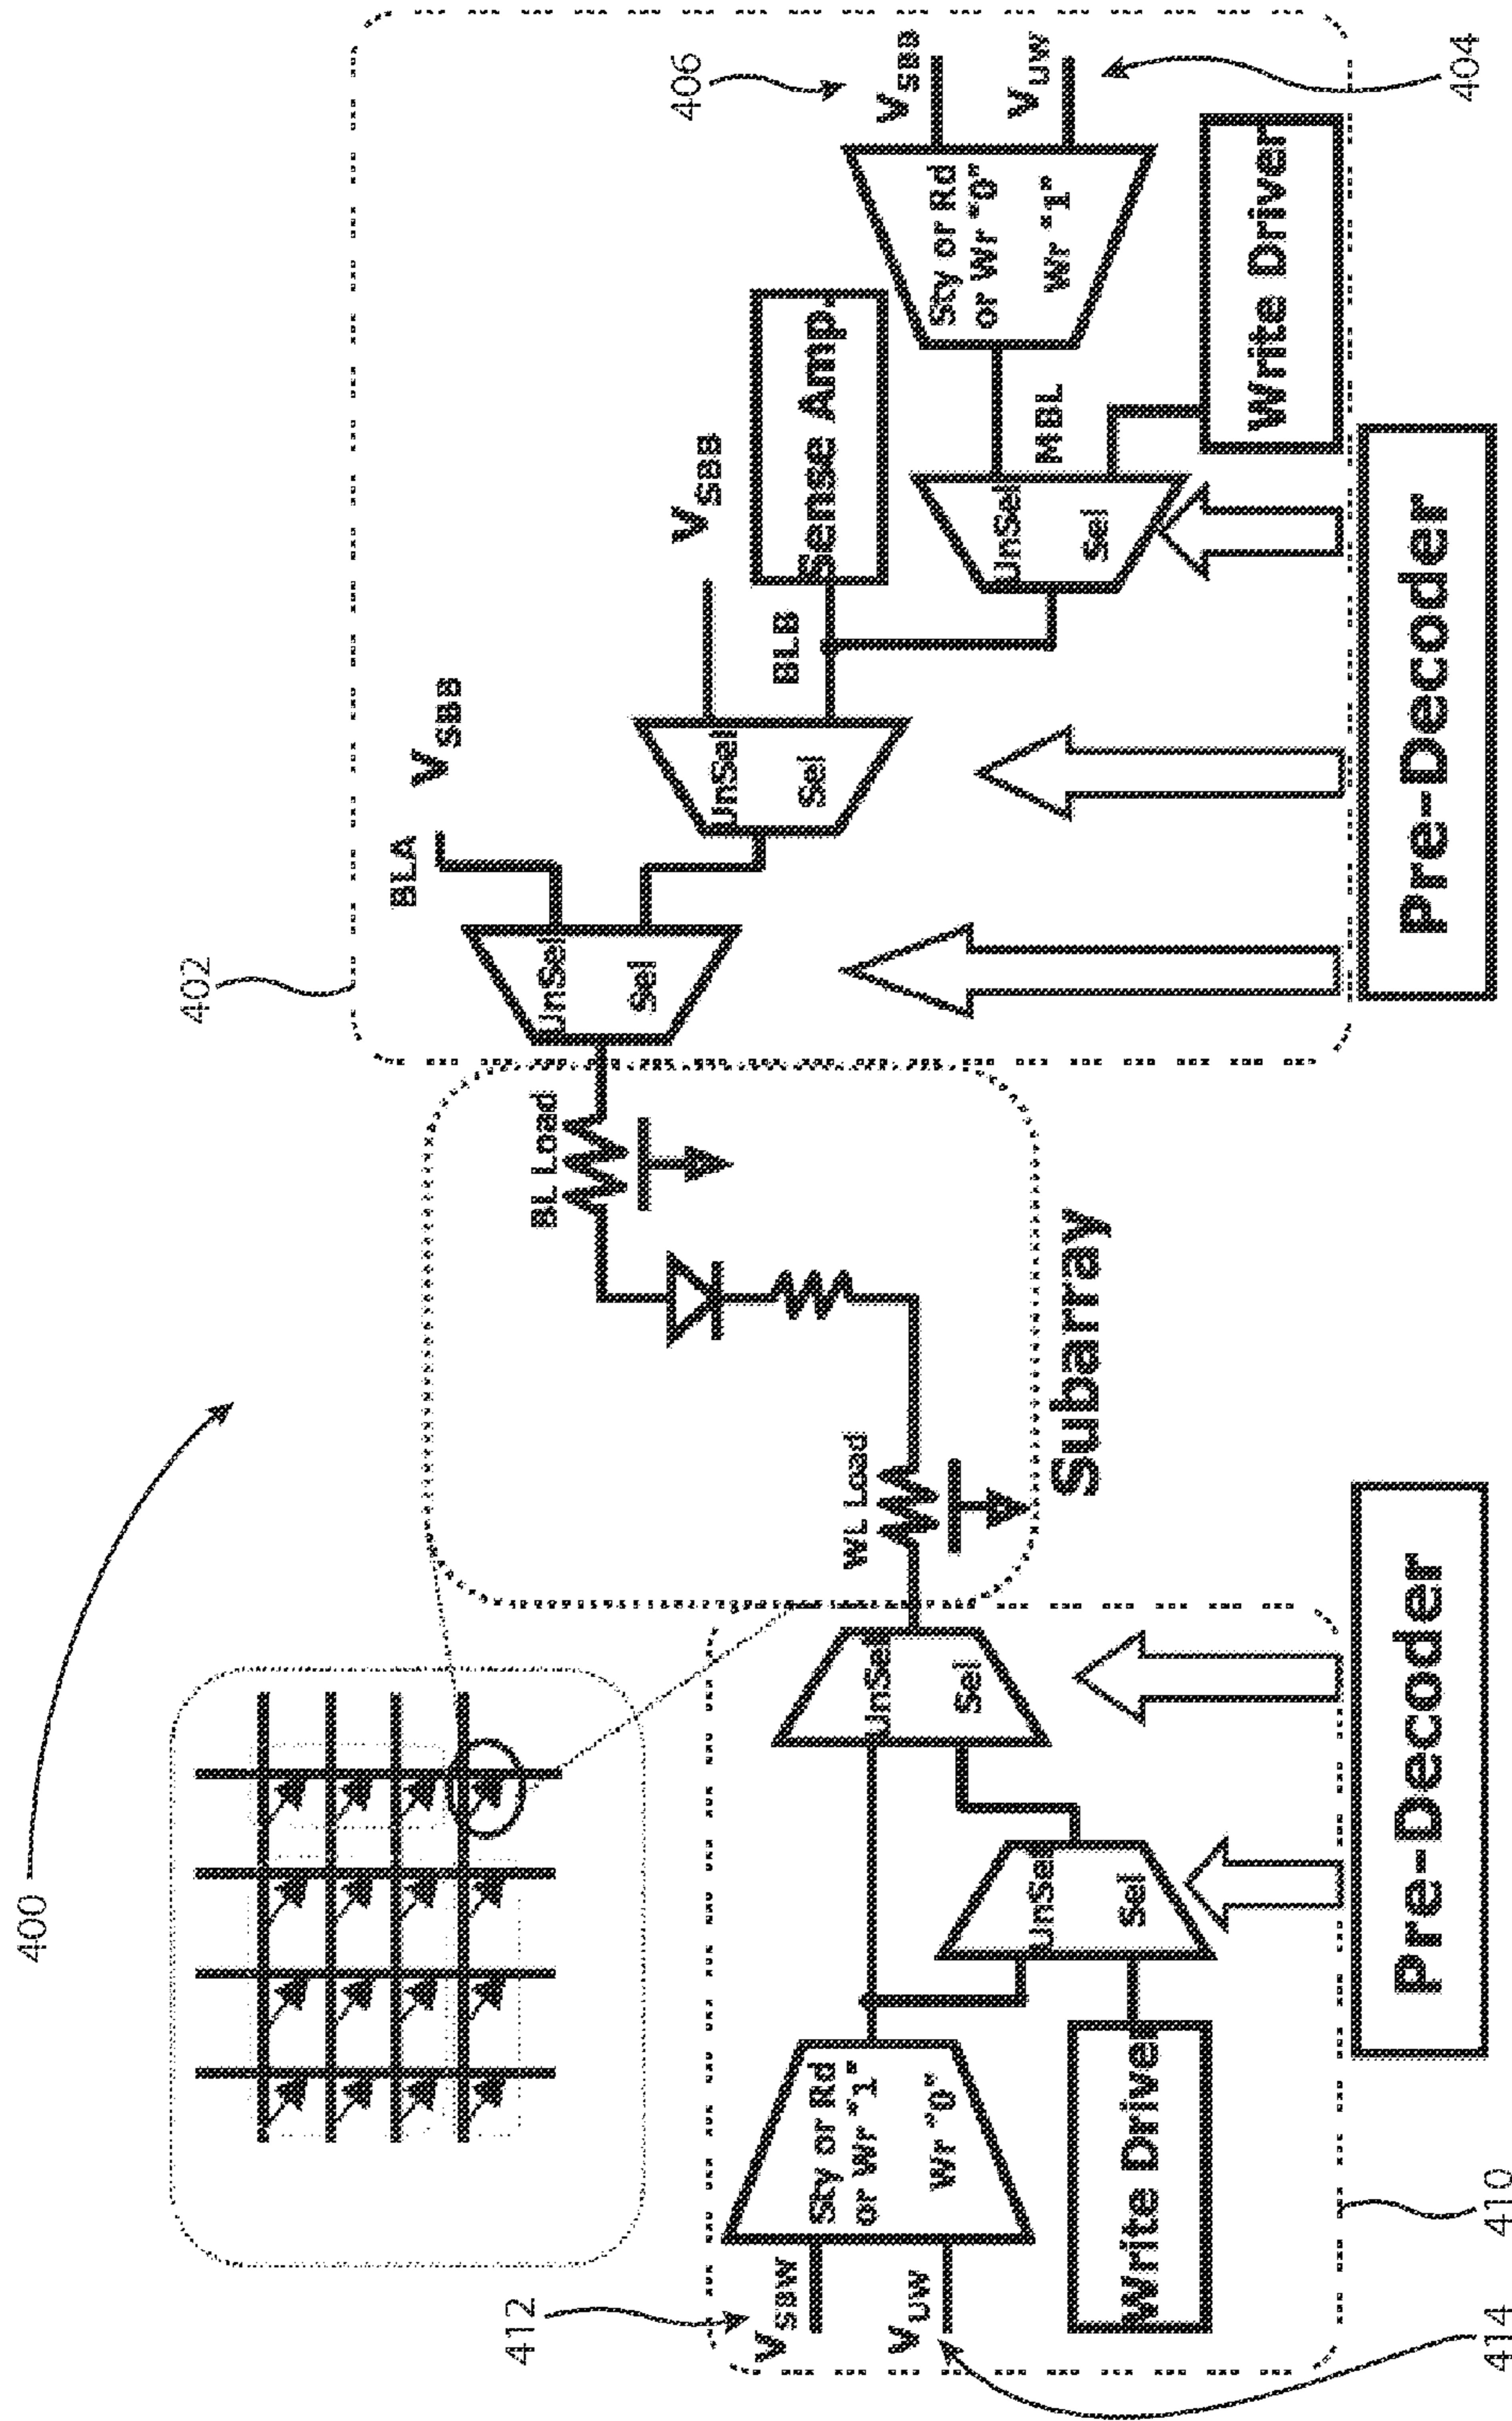 400
402
412
VSBW
VUW
Sty or Rd
or Wr "1"
Wr "0"
Write Driver
UnSel
Sel
UnSel
Sel
Pre-Decoder
410
414
WL Load
BL Load
Subarray
UnSel
Sel
BLA
VSBB
UnSel
Sel
VSBB
BLB
Sense Amp.
UnSel
Sel
MBL
Sty or Rd
or Wr "0"
Wr "1"
406
VSBB
VUW
Write Driver
404
Pre-Decoder